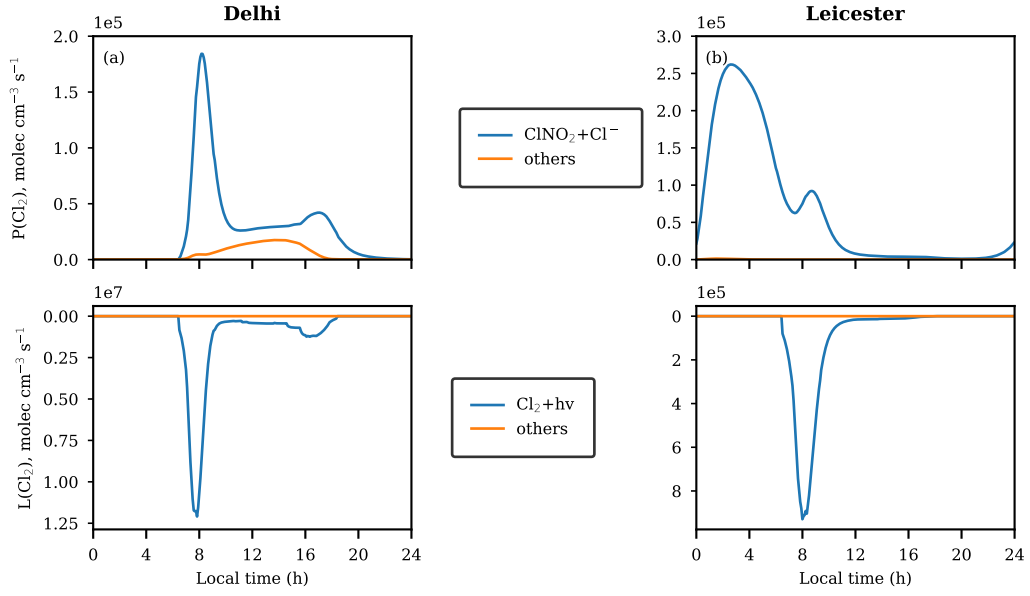 Delhi
Leicester
1e5
1e5
(a)
(b)
P(Cl₂), molec cm⁻³ s⁻¹
2.0
1.5
1.0
0.5
0.0
3.0
2.5
2.0
1.5
1.0
0.5
0.0
ClNO₂+Cl⁻
others
1e7
1e5
L(Cl₂), molec cm⁻³ s⁻¹
0.00
0.25
0.50
0.75
1.00
1.25
0
2
4
6
8
Cl₂+hv
others
0 4 8 12 16 20 24
0 4 8 12 16 20 24
Local time (h)
Local time (h)